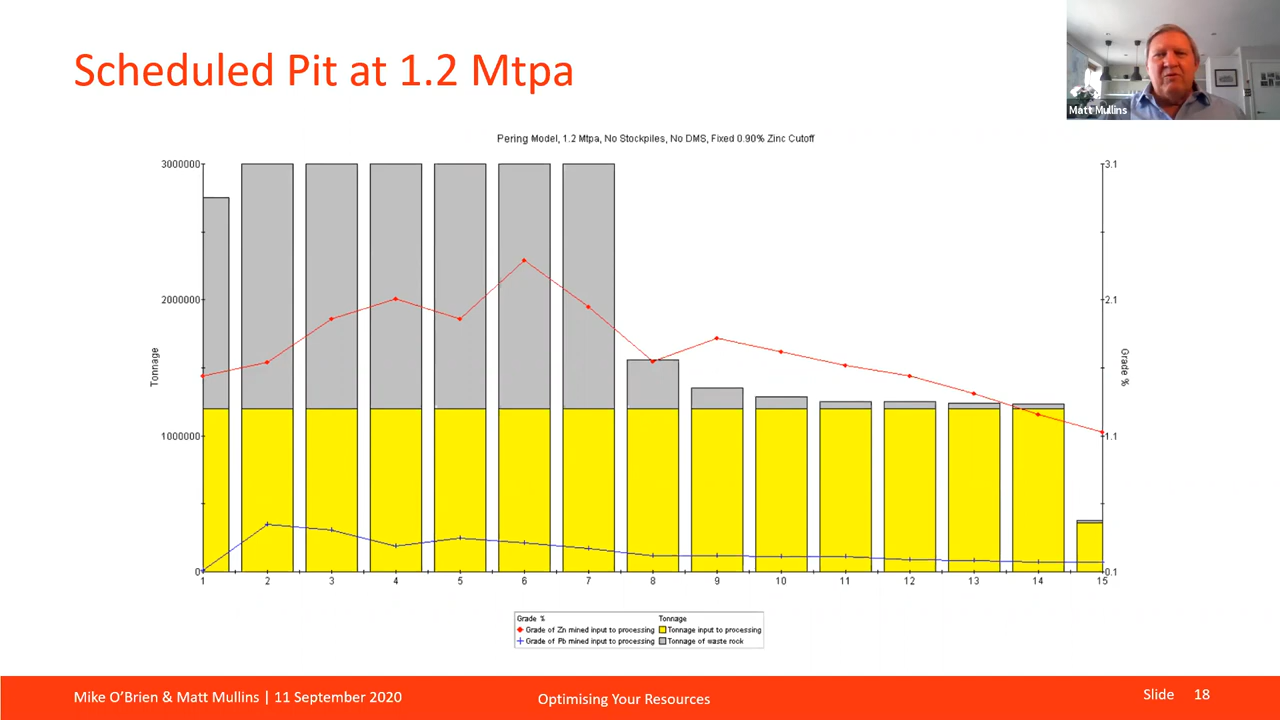 Scheduled Pit at 1.2 Mtpa
Matt Mullins
Pering Model, 1.2 Mtpa, No Stockpiles, No DMS, Fixed 0.90% Zinc Cutoff
3000000
2000000
1000000
0
Tonnage
3.1
2.1
1.1
0.1
Grade %
1 2 3 4 5 6 7 8 9 10 11 12 13 14 15
Grade % Tonnage
Grade of Zn mined input to processing Tonnage input to processing
Grade of Pb mined input to processing Tonnage of waste rock
Mike O’Brien & Matt Mullins | 11 September 2020
Optimising Your Resources
Slide 18